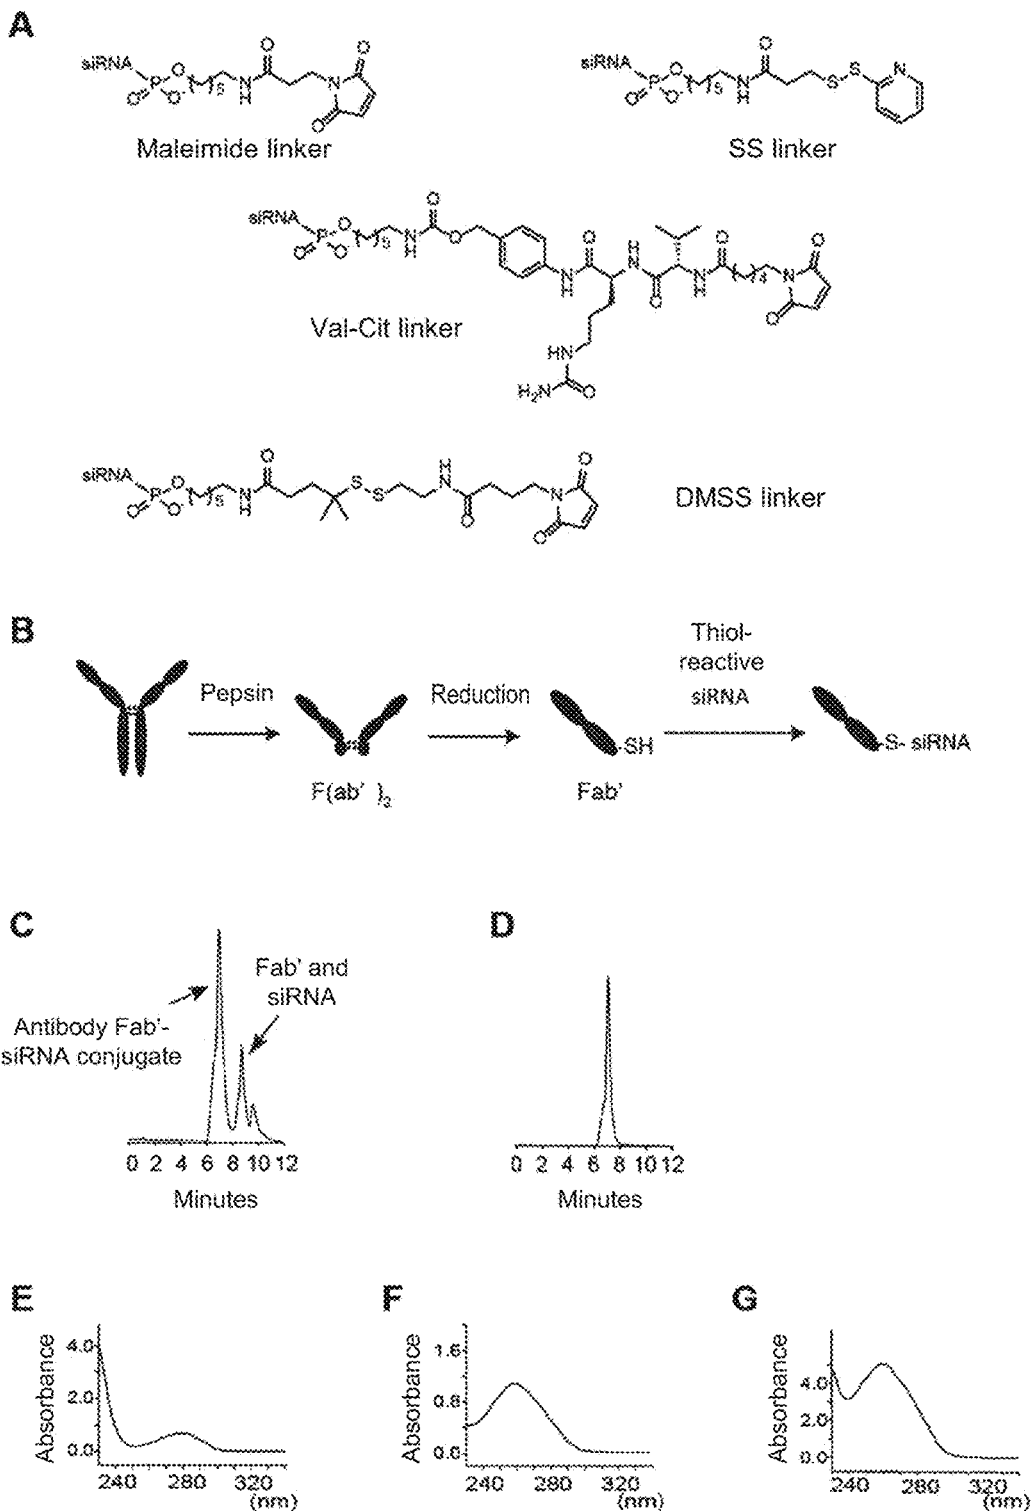 A
siRNA
Maleimide linker
siRNA
SS linker
siRNA
Val-Cit linker
siRNA
DMSS linker
B
Pepsin
F(ab' )2
Reduction
Fab'
SH
Thiol-
reactive
siRNA
-S- siRNA
C
Antibody Fab'-
siRNA conjugate
Fab' and
siRNA
0 2 4 6 8 10 12
Minutes
D
0 2 4 6 8 10 12
Minutes
E
Absorbance
4.0
2.0
0.0
240 280 320
(nm)
F
Absorbance
1.6
0.8
0.0
240 280 320
(nm)
G
Absorbance
4.0
2.0
0.0
240 280 320
(nm)